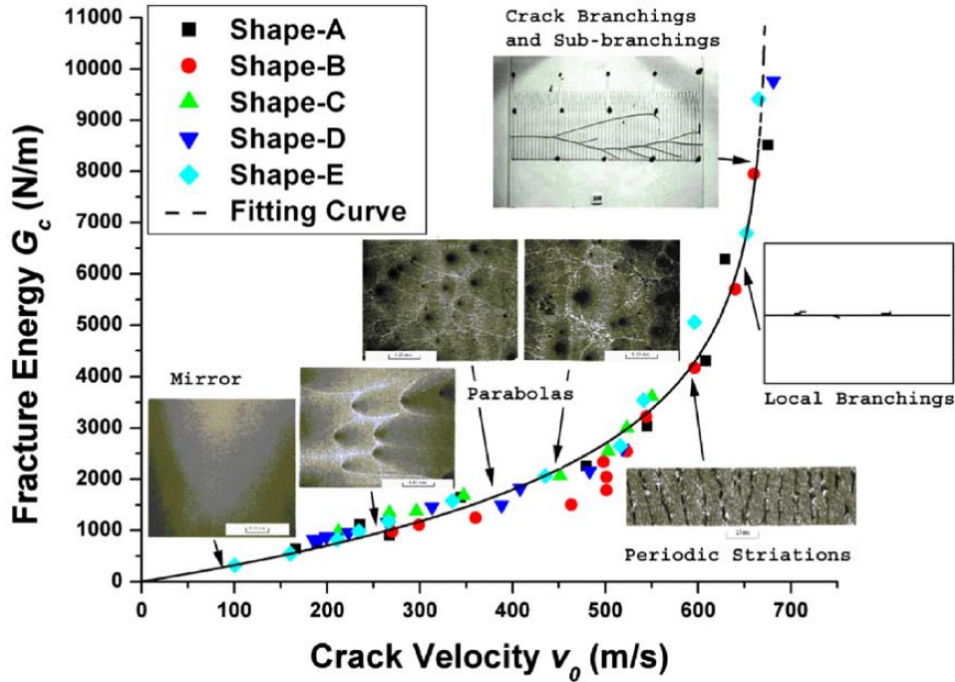 Crack Branchings
and Sub-branchings
Shape-A
Shape-B
Shape-C
Shape-D
Shape-E
Fitting Curve
Fracture Energy G_c (N/m)
11000
10000
9000
8000
7000
6000
5000
4000
3000
2000
1000
0
Mirror
Parabolas
Local Branchings
Periodic Striations
0 100 200 300 400 500 600 700
Crack Velocity v_0 (m/s)